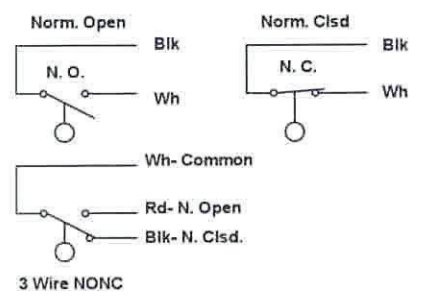 Norm. Open
Norm. Clsd
Blk
Blk
N. O.
N. C.
Wh
Wh
Wh- Common
Rd- N. Open
Blk- N. Clsd.
3 Wire NONC